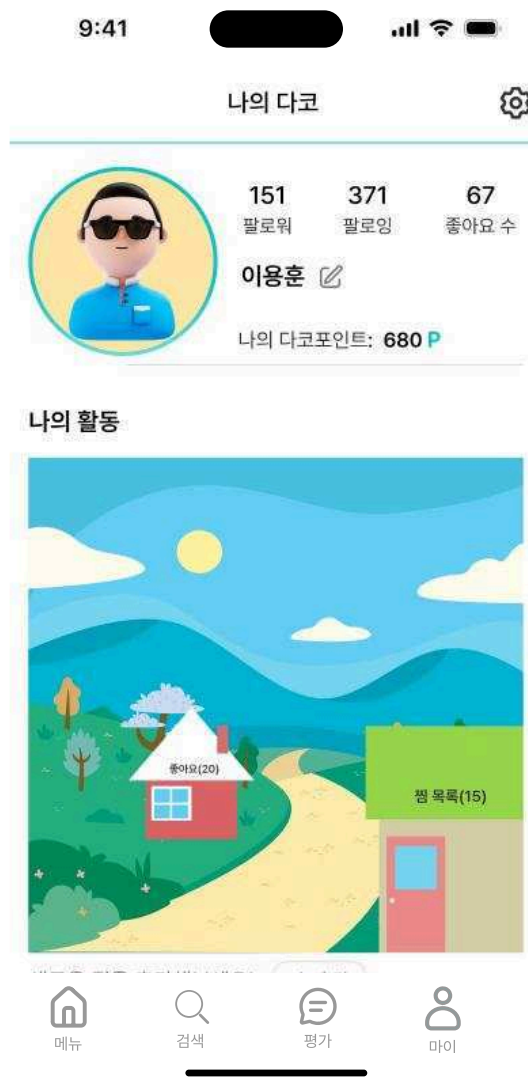 9:41
나의 다코
151 371 67
팔로워 팔로잉 좋아요 수
이용훈
나의 다코포인트: 680 P
나의 활동
좋아요(20)
찜 목록(15)
메뉴 검색 평가 마이